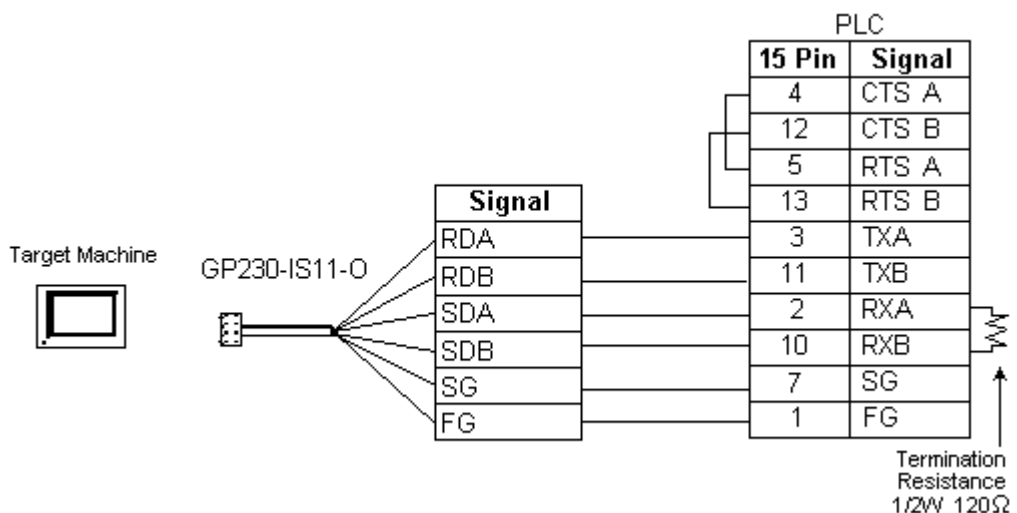 PLC
15 Pin Signal
4 CTS A
12 CTS B
5 RTS A
13 RTS B
3 TXA
11 TXB
2 RXA
10 RXB
7 SG
1 FG
Signal
RDA
RDB
SDA
SDB
SG
FG
Target Machine
GP230-IS11-O
Termination
Resistance
1/2W 120Ω